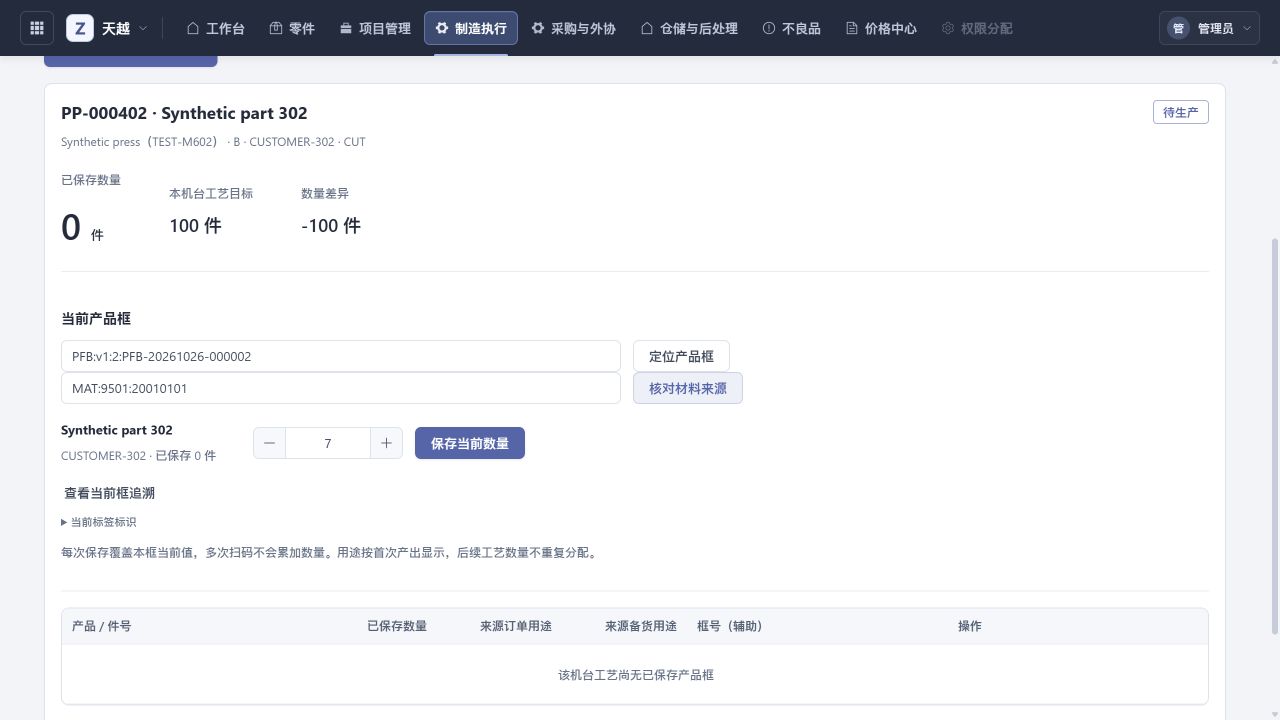 Z 天越
工作台
零件
项目管理
制造执行
采购与外协
仓储与后处理
不良品
价格中心
权限分配
管 管理员
PP-000402 · Synthetic part 302
待生产
Synthetic press（TEST-M602） · B · CUSTOMER-302 · CUT
已保存数量
0 件
本机台工艺目标
100 件
数量差异
-100 件
当前产品框
PFB:v1:2:PFB-20261026-000002
定位产品框
MAT:9501:20010101
核对材料来源
Synthetic part 302
CUSTOMER-302 · 已保存 0 件
7
保存当前数量
查看当前框追溯
当前标签标识
每次保存覆盖本框当前值，多次扫码不会累加数量。用途按首次产出显示，后续工艺数量不重复分配。
产品 / 件号 已保存数量 来源订单用途 来源备货用途 框号（辅助） 操作
该机台工艺尚无已保存产品框